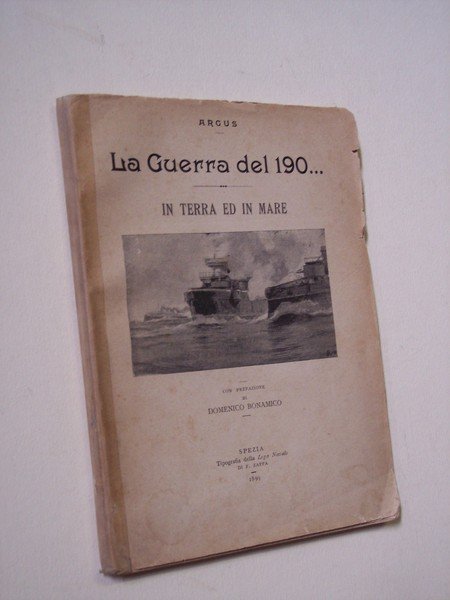 ARGUS
La Guerra del 190...
IN TERRA ED IN MARE
CON PREFAZIONE
DI
DOMENICO BONAMICO
SPEZIA
Tipografia della Lega Navale
DI F. ZAPPA
1899